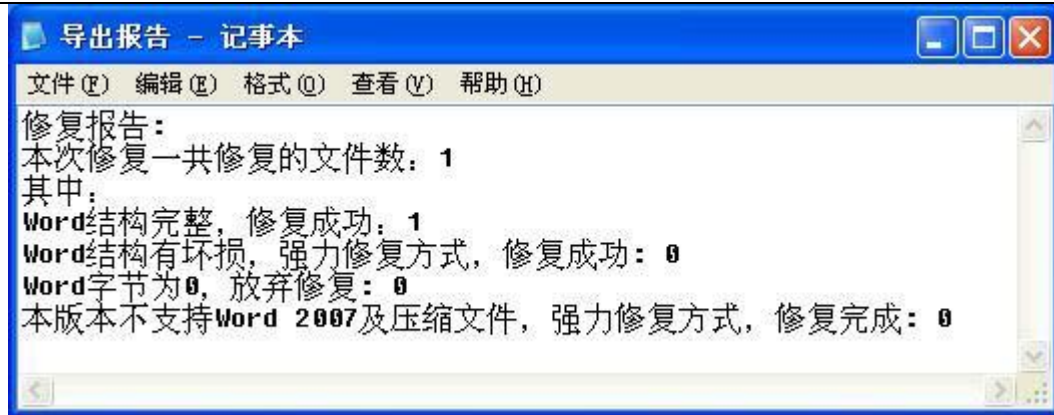 导出报告 - 记事本
文件(F) 编辑(E) 格式(O) 查看(V) 帮助(H)
修复报告:
本次修复一共修复的文件数: 1
其中:
Word结构完整, 修复成功: 1
Word结构有坏损, 强力修复方式, 修复成功: 0
Word字节为0, 放弃修复: 0
本版本不支持Word 2007及压缩文件, 强力修复方式, 修复完成: 0